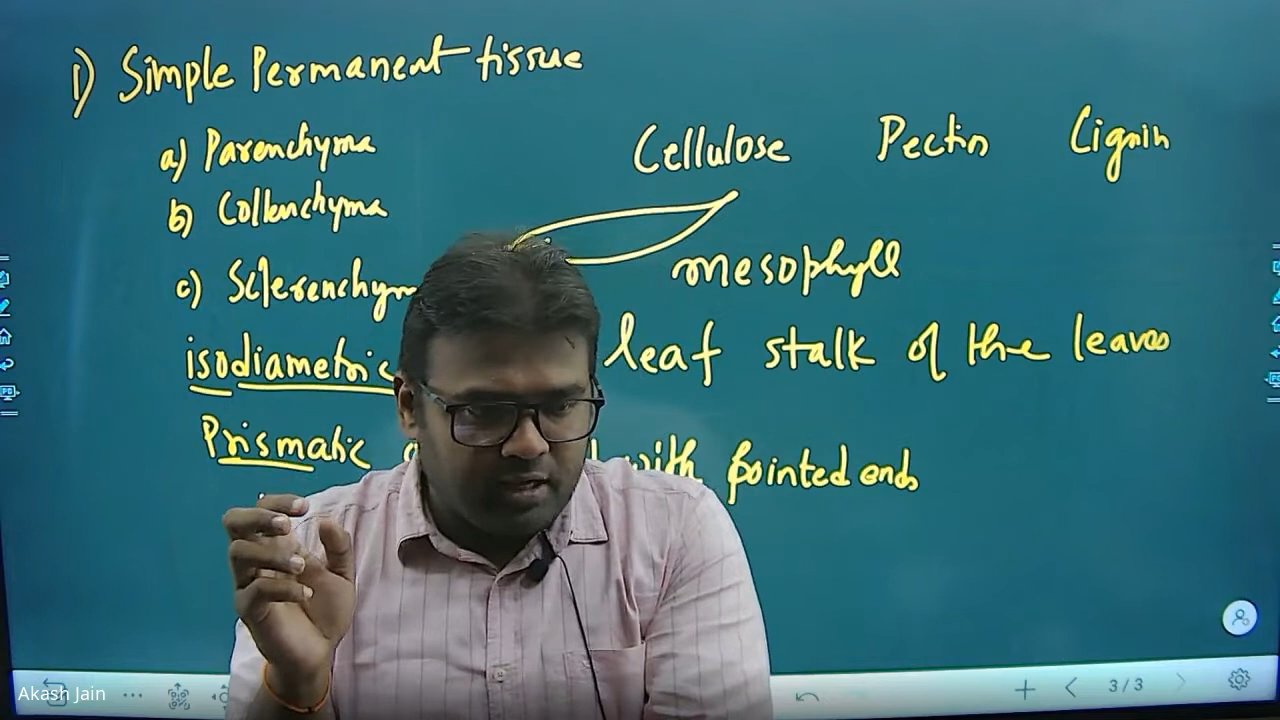 1) Simple Permanent tissue
a) Parenchyma
Cellulose Pectin Lignin
b) Collenchyma
c) Sclerenchym
mesophyll
isodiametric
leaf stalk of the leaves
Prismatic
with pointed ends
Akash Jain
3/3